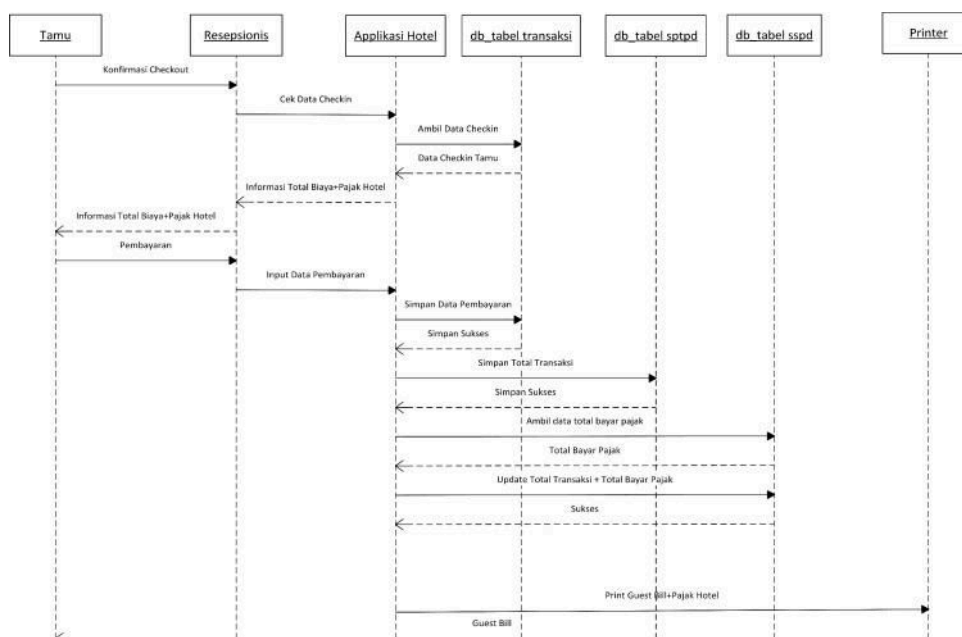 Tamu
Resepsionis
Applikasi Hotel
db_tabel transaksi
db_tabel sptpd
db_tabel sspd
Printer
Konfirmasi Checkout
Cek Data Checkin
Ambil Data Checkin
Data Checkin Tamu
Informasi Total Biaya+Pajak Hotel
Informasi Total Biaya+Pajak Hotel
Pembayaran
Input Data Pembayaran
Simpan Data Pembayaran
Simpan Sukses
Simpan Total Transaksi
Simpan Sukses
Ambil data total bayar pajak
Total Bayar Pajak
Update Total Transaksi + Total Bayar Pajak
Sukses
Print Guest Bill+Pajak Hotel
Guest Bill